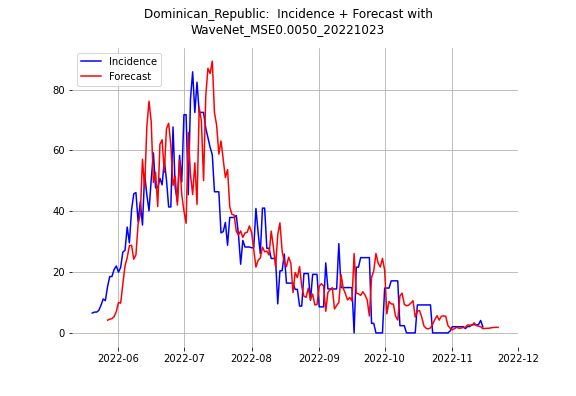 Dominican_Republic:  Incidence + Forecast with
WaveNet_MSE0.0050_20221023
Incidence
Forecast
80
60
40
20
0
2022-06 2022-07 2022-08 2022-09 2022-10 2022-11 2022-12